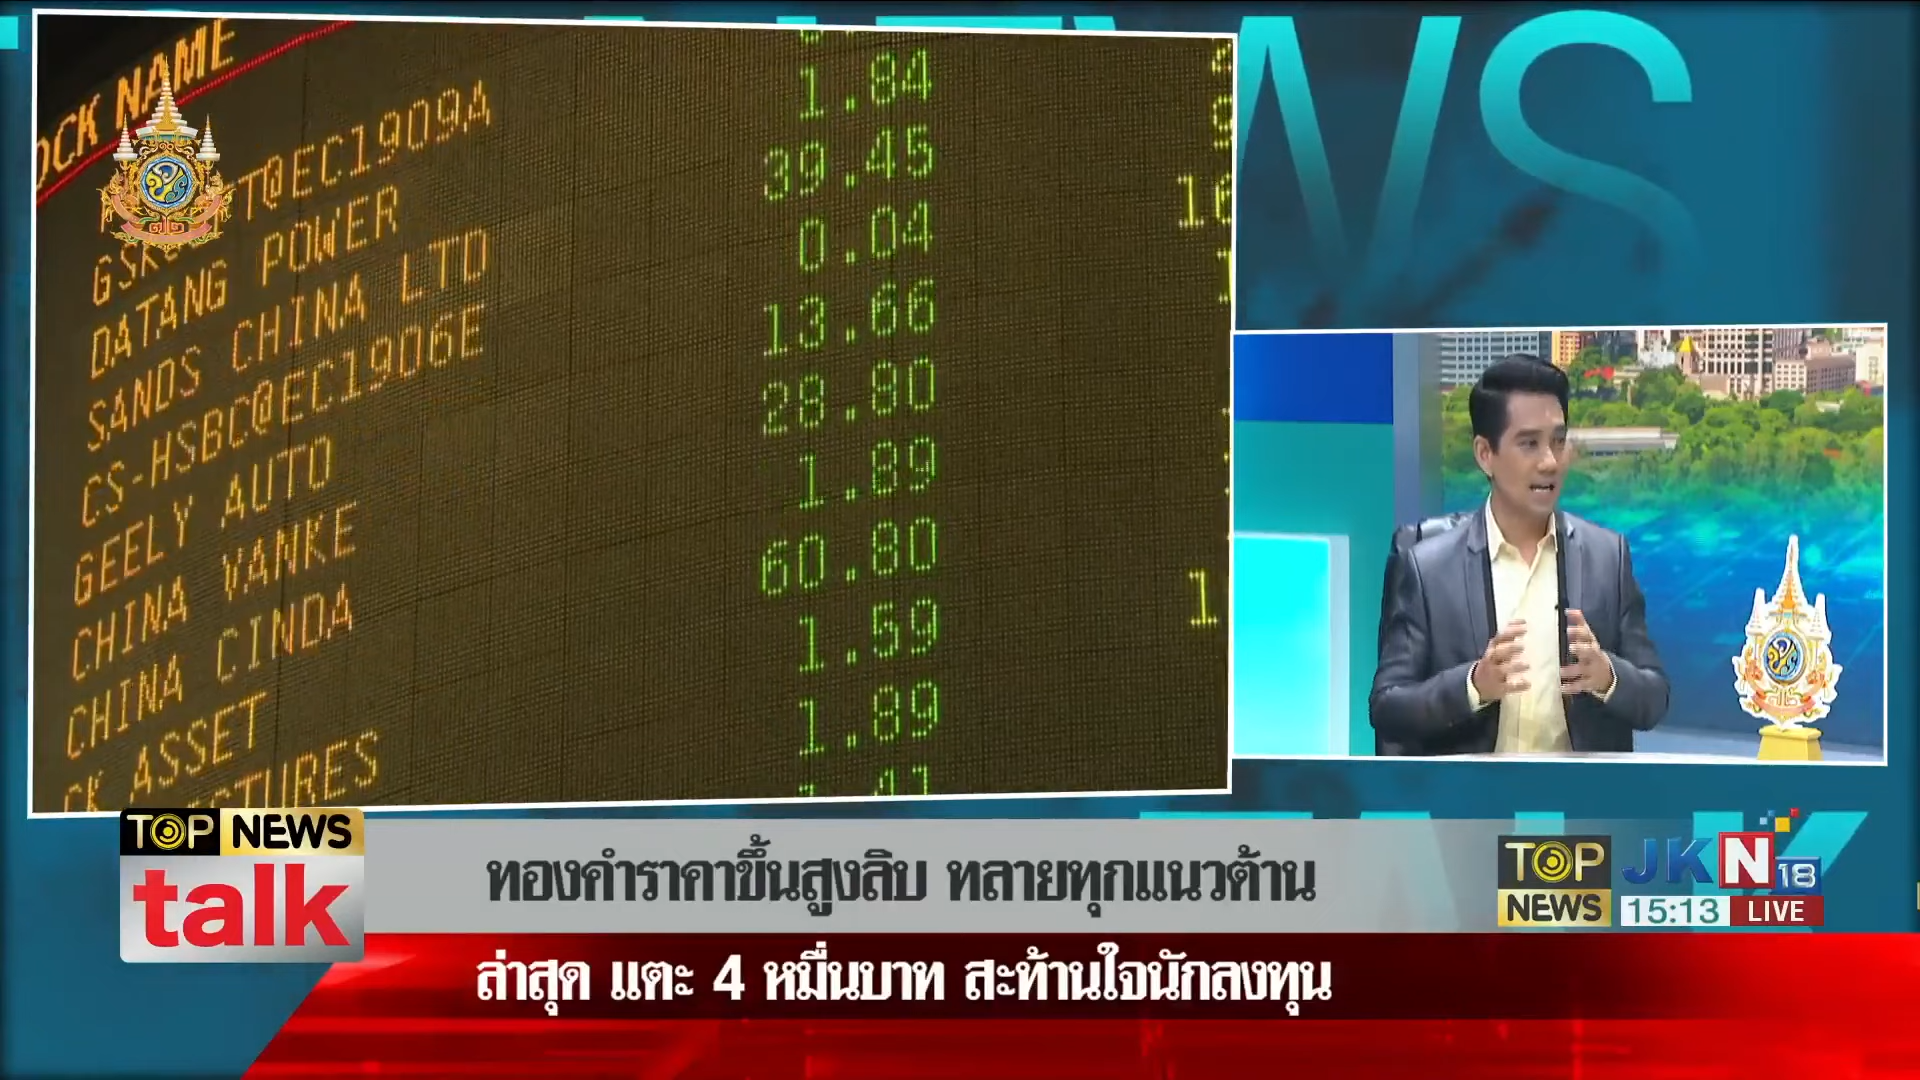 NEWS
OCK NAME
1.84
T@EC1909A
39.45
DATANG POWER
0.04
SANDS CHINA LTD
13.66
CS-HSBC@EC1906E
28.80
GEELY AUTO
1.89
CHINA VANKE
60.80
CHINA CINDA
1.59
CK ASSET
1.89
TURES
TOP NEWS
talk
ทองคำราคาขึ้นสูงลิบ ทลายทุกแนวต้าน
TOP NEWS
JKN 18
15:13 LIVE
ล่าสุด แตะ 4 หมื่นบาท สะท้านใจนักลงทุน